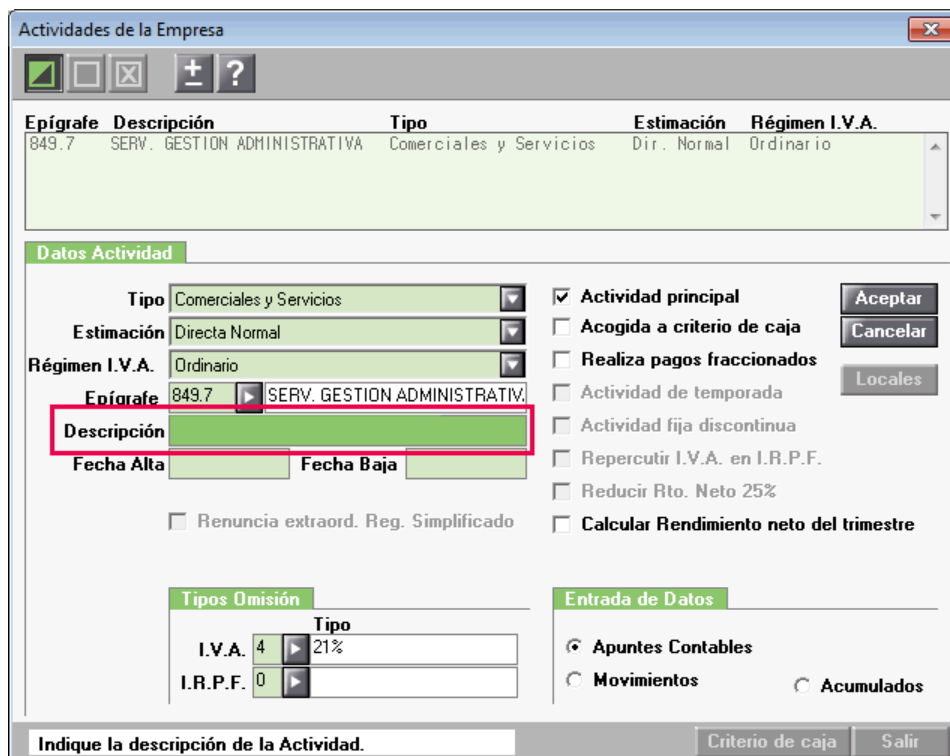 Actividades de la Empresa
± ?
Epígrafe Descripción Tipo Estimación Régimen I.V.A.
849.7 SERV. GESTION ADMINISTRATIVA Comerciales y Servicios Dir. Normal Ordinario
Datos Actividad
Tipo Comerciales y Servicios Actividad principal Aceptar
Estimación Directa Normal Acogida a criterio de caja Cancelar
Régimen I.V.A. Ordinario Realiza pagos fraccionados
Locales
Epígrafe 849.7 SERV. GESTION ADMINISTRATIV. Actividad de temporada
Descripción Actividad fija discontinua
Fecha Alta Fecha Baja Repercutir I.V.A. en I.R.P.F.
Reducir Rto. Neto 25%
Renuncia extraord. Reg. Simplificado Calcular Rendimiento neto del trimestre
Tipos Omisión Entrada de Datos
Tipo
I.V.A. 4 21% Apuntes Contables
I.R.P.F. 0 Movimientos Acumulados
Indique la descripción de la Actividad. Criterio de caja Salir